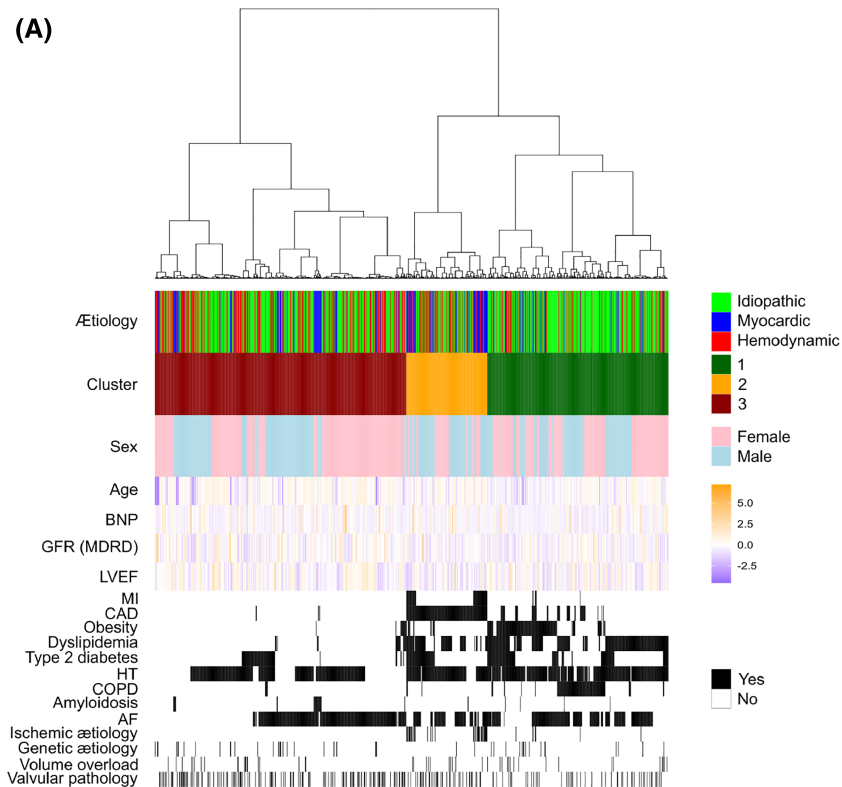 (A)
Ætiology
Cluster
Sex
Age
BNP
GFR (MDRD)
LVEF
MI
CAD
Obesity
Dyslipidemia
Type 2 diabetes
HT
COPD
Amyloidosis
AF
Ischemic ætiology
Genetic ætiology
Volume overload
Valvular pathology
Idiopathic
Myocardic
Hemodynamic
1
2
3
Female
Male
5.0
2.5
0.0
-2.5
Yes
No